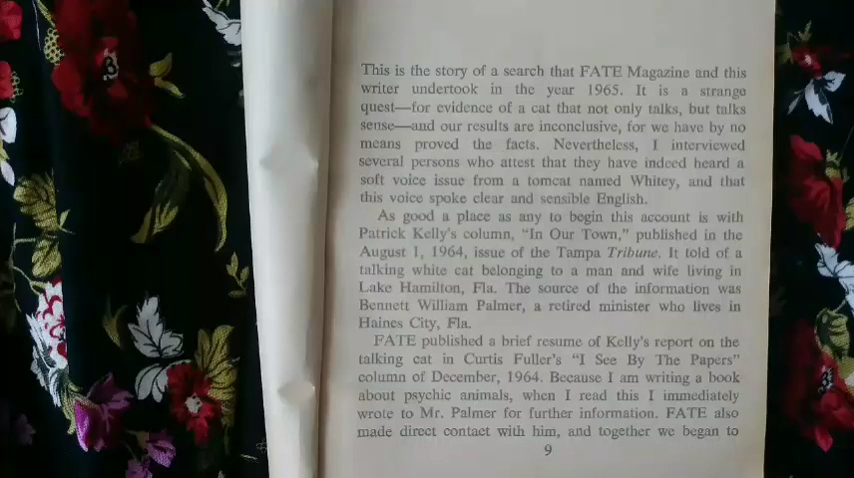 This is the story of a search that FATE Magazine and this
writer undertook in the year 1965. It is a strange
quest—for evidence of a cat that not only talks, but talks
sense—and our results are inconclusive, for we have by no
means proved the facts. Nevertheless, I interviewed
several persons who attest that they have indeed heard a
soft voice issue from a tomcat named Whitey, and that
this voice spoke clear and sensible English.
As good a place as any to begin this account is with
Patrick Kelly's column, "In Our Town," published in the
August 1, 1964, issue of the Tampa Tribune. It told of a
talking white cat belonging to a man and wife living in
Lake Hamilton, Fla. The source of the information was
Bennett William Palmer, a retired minister who lives in
Haines City, Fla.
FATE published a brief resume of Kelly's report on the
talking cat in Curtis Fuller's "I See By The Papers"
column of December, 1964. Because I am writing a book
about psychic animals, when I read this I immediately
wrote to Mr. Palmer for further information. FATE also
made direct contact with him, and together we began to
9